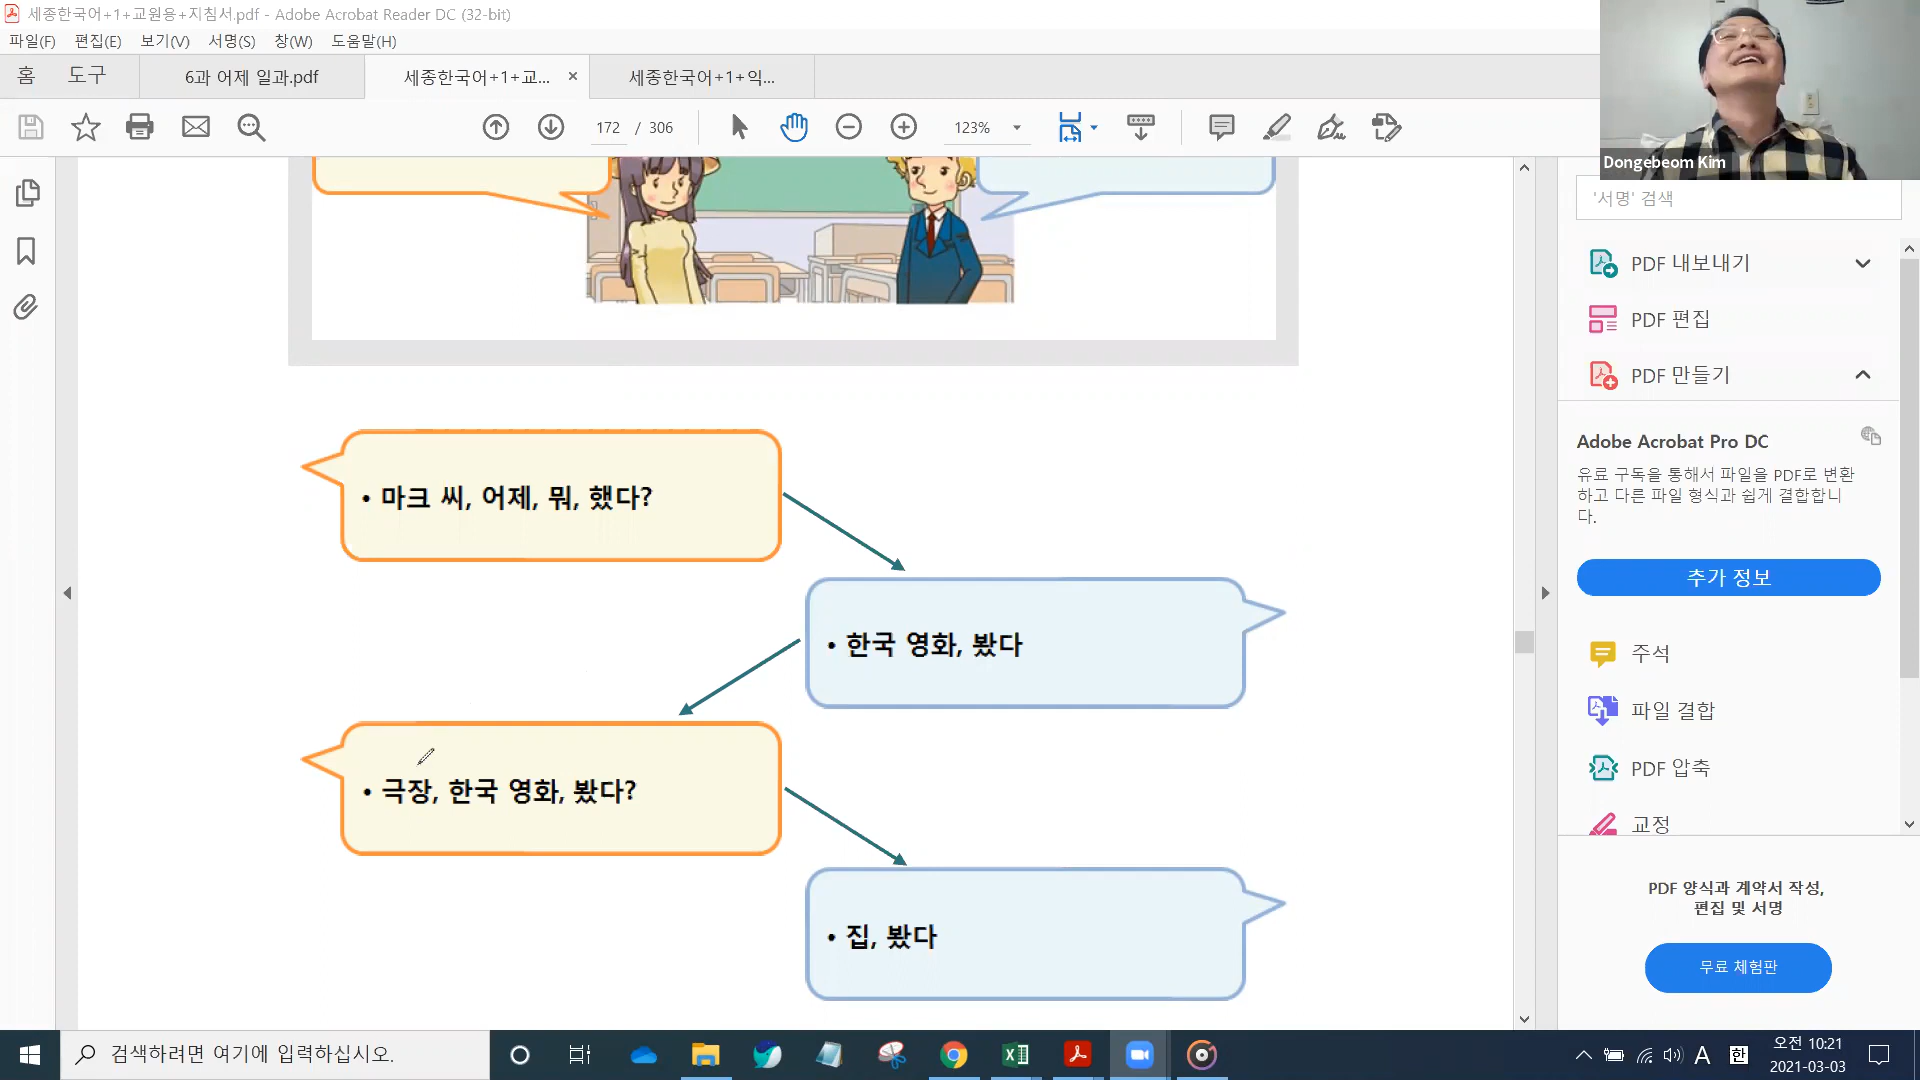 세종한국어+1+교원용+지침서.pdf - Adobe Acrobat Reader DC (32-bit)
파일(F) 편집(E) 보기(V) 서명(S) 창(W) 도움말(H)
홈 도구 6과 어제 일과.pdf 세종한국어+1+교... × 세종한국어+1+익...
172 / 306 123%
Dongebeom Kim
'서명' 검색
PDF 내보내기
PDF 편집
PDF 만들기
Adobe Acrobat Pro DC
유료 구독을 통해서 파일을 PDF로 변환
하고 다른 파일 형식과 쉽게 결합합니
다.
추가 정보
주석
파일 결합
PDF 압축
교정
PDF 양식과 계약서 작성,
편집 및 서명
무료 체험판
• 마크 씨, 어제, 뭐, 했다?
• 한국 영화, 봤다
• 극장, 한국 영화, 봤다?
• 집, 봤다
검색하려면 여기에 입력하십시오.
A 한 오전 10:21
2021-03-03